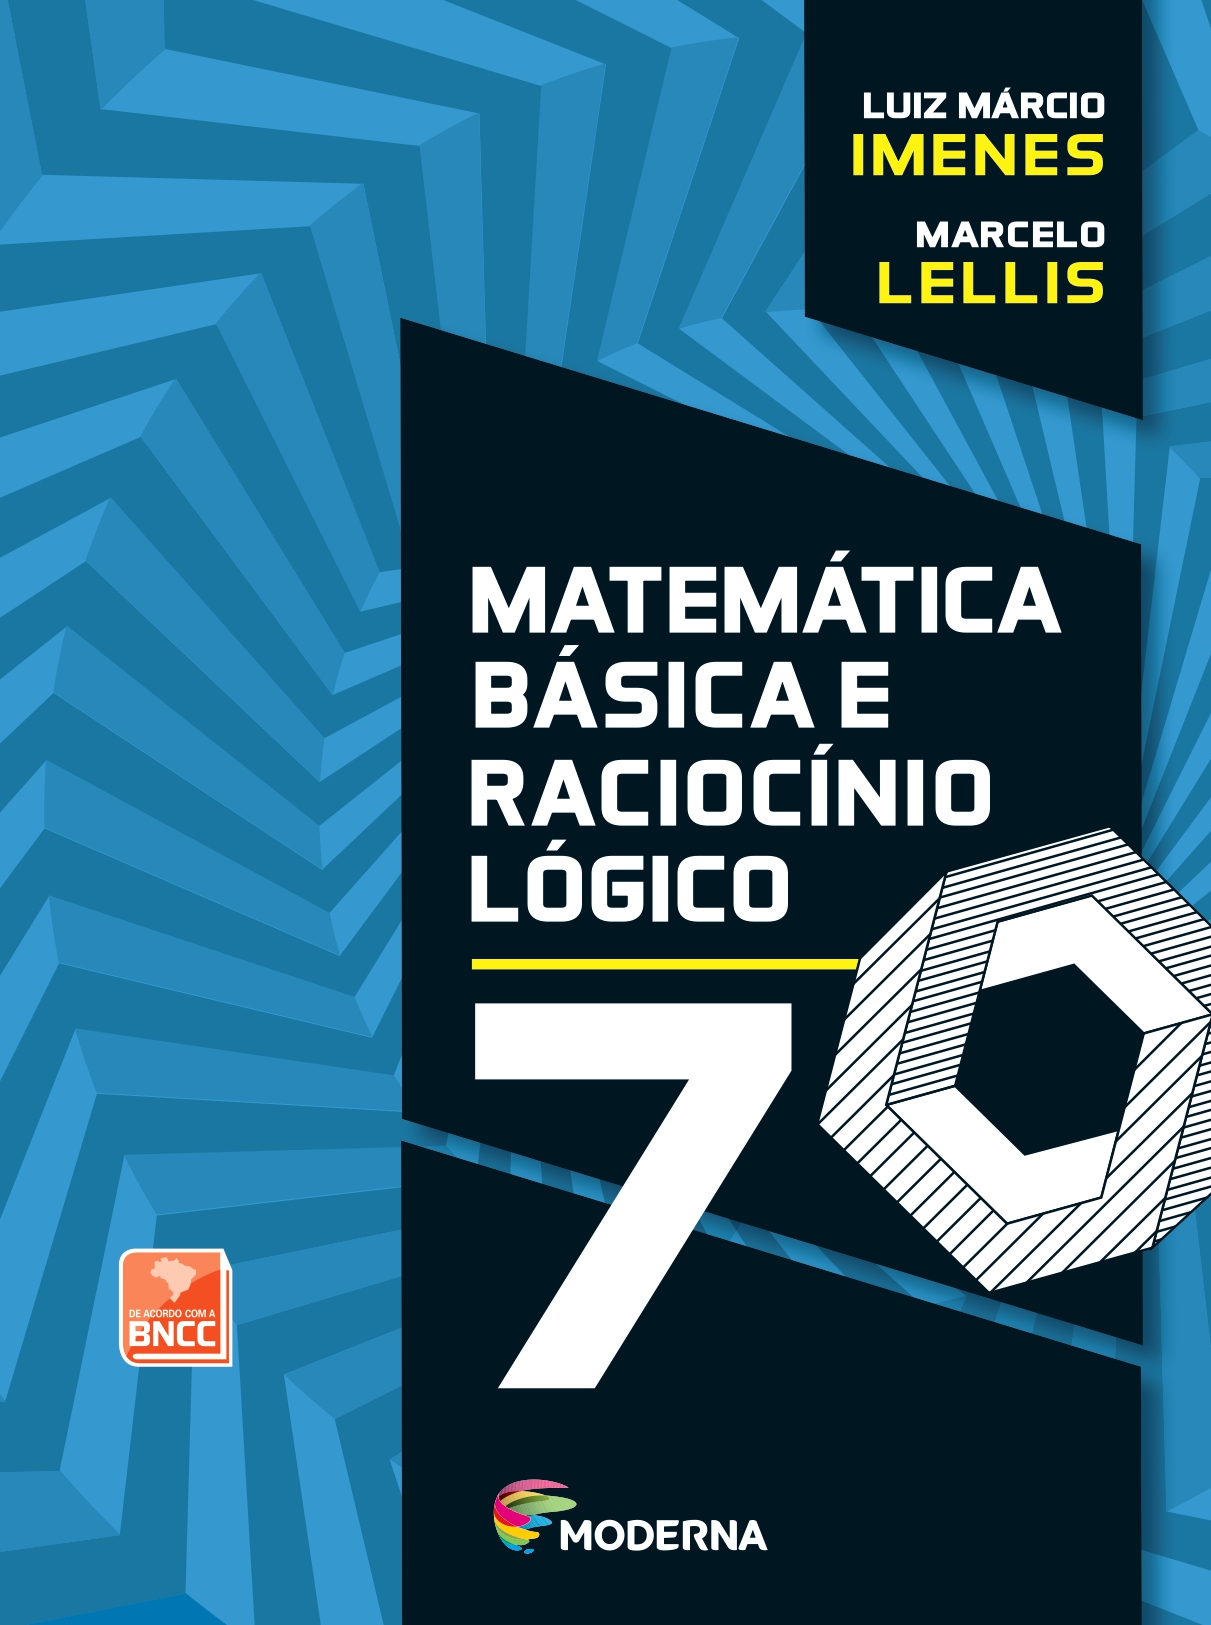 LUIZ MÁRCIO
IMENES
MARCELO
LELLIS
MATEMÁTICA
BÁSICA E
RACIOCÍNIO
LÓGICO
7
DE ACORDO COM A
BNCC
MODERNA